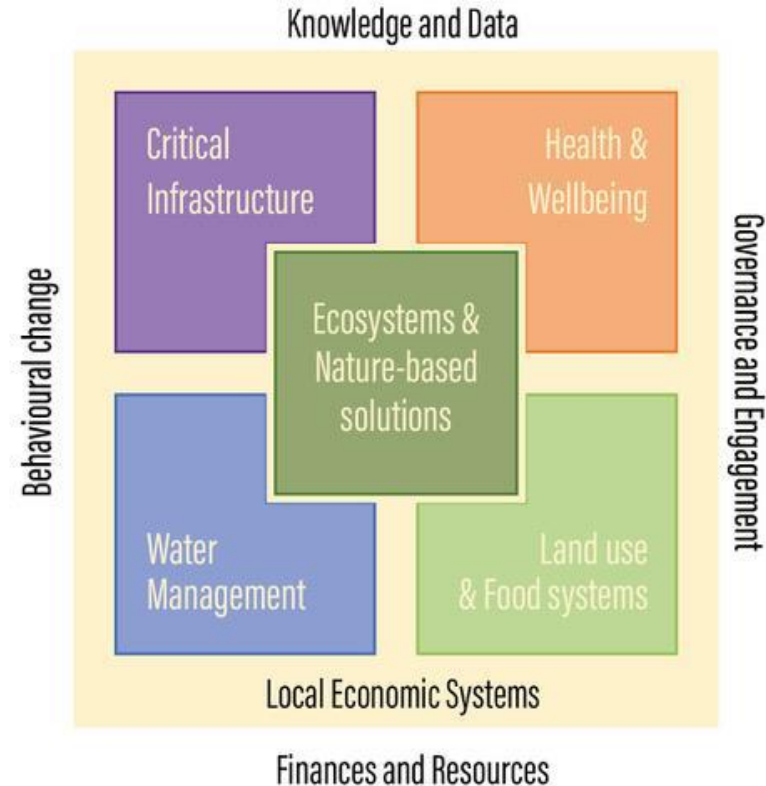 Knowledge and Data
Critical
Infrastructure
Health &
Wellbeing
Ecosystems &
Nature-based
solutions
Behavioural change
Governance and Engagement
Water
Management
Land use
& Food systems
Local Economic Systems
Finances and Resources